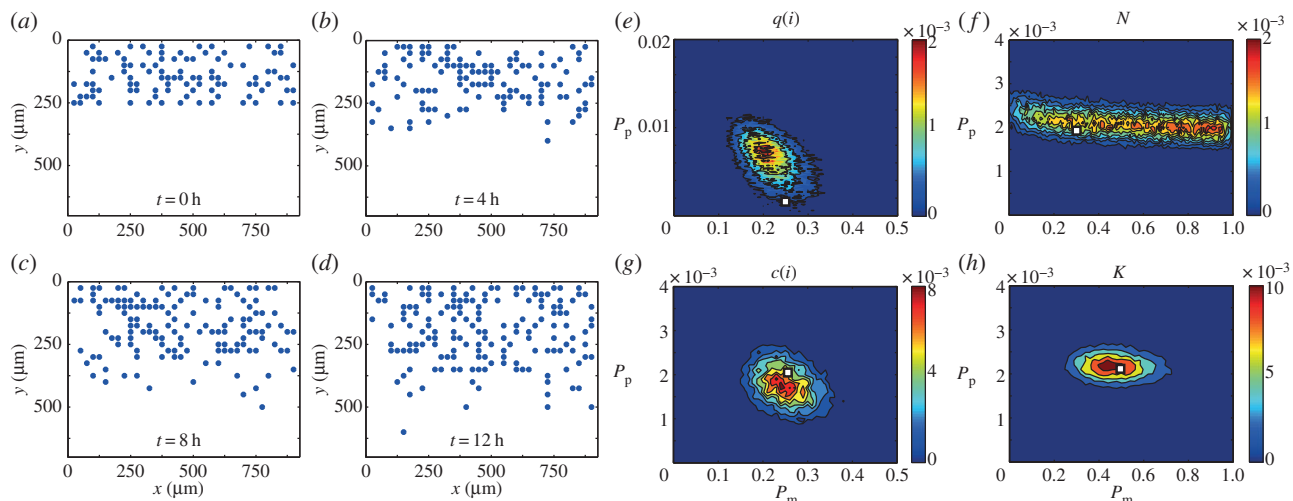 (a)
0
250
500
y (µm)
t = 0 h
250 500 750
(b)
0
250
500
y (µm)
t = 4 h
250 500 750
(c)
0
250
500
y (µm)
t = 8 h
0 250 500 750
x (µm)
(d)
0
250
500
y (µm)
t = 12 h
0 250 500 750
x (µm)
(e)
q(i)
× 10⁻³
0.02
0.01
Pp
0 0.1 0.2 0.3 0.4 0.5
2
1
0
(f)
N
× 10⁻³
× 10⁻³
4
3
2
1
Pp
0 0.2 0.4 0.6 0.8 1.0
2
1
0
(g)
c(i)
× 10⁻³
× 10⁻³
4
3
2
1
Pp
0 0.1 0.2 0.3 0.4 0.5
Pm
8
4
0
(h)
K
× 10⁻³
× 10⁻³
4
3
2
1
Pp
0 0.2 0.4 0.6 0.8 1.0
Pm
10
5
0